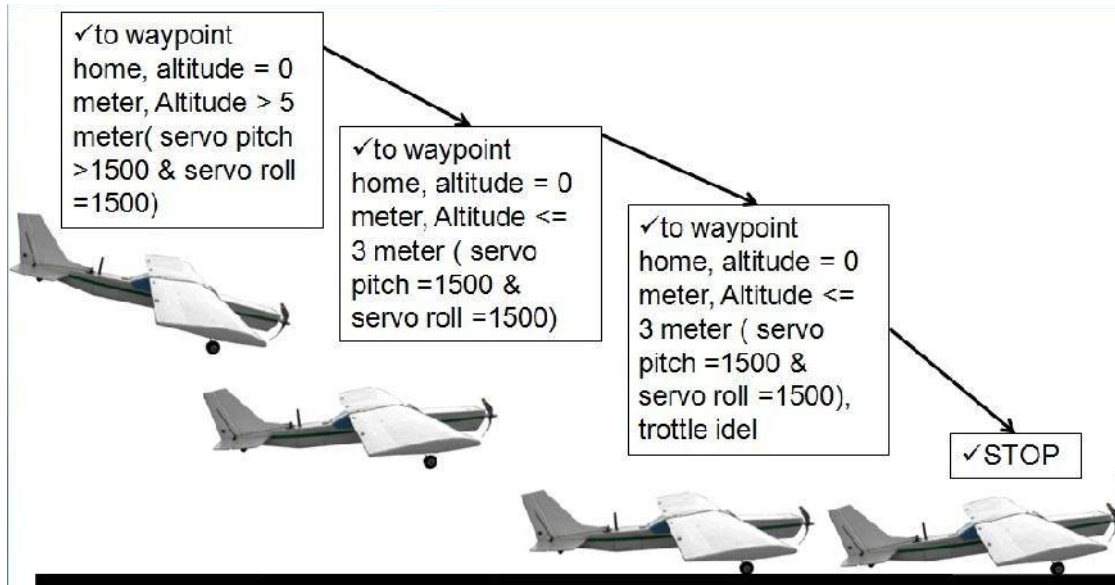 ✓to waypoint
home, altitude = 0
meter, Altitude > 5
meter( servo pitch
>1500 & servo roll
=1500)
✓to waypoint
home, altitude = 0
meter, Altitude <=
3 meter ( servo
pitch =1500 &
servo roll =1500)
✓to waypoint
home, altitude = 0
meter, Altitude <=
3 meter ( servo
pitch =1500 &
servo roll =1500),
trottle idel
✓STOP